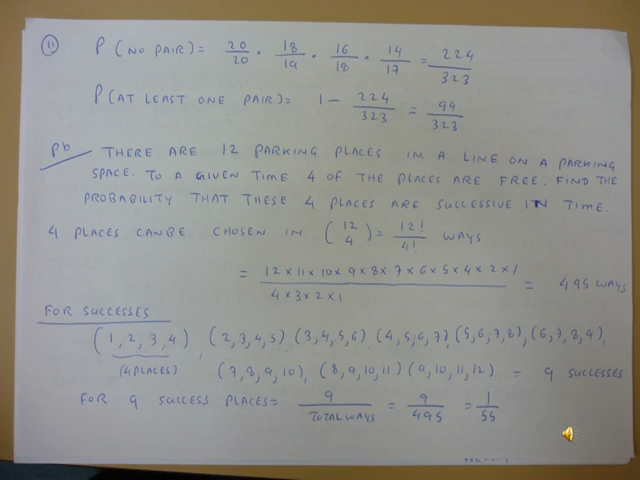 11 P (NO PAIR) = 20/20 . 18/19 . 16/18 . 14/17 = 224/323
P (AT LEAST ONE PAIR) = 1 - 224/323 = 99/323
Pb THERE ARE 12 PARKING PLACES IN A LINE ON A PARKING
SPACE. TO A GIVEN TIME 4 OF THE PLACES ARE FREE. FIND THE
PROBABILITY THAT THESE 4 PLACES ARE SUCCESSIVE IN TIME.
4 PLACES CAN BE CHOSEN IN (12 4) = 12!/4! WAYS
= 12 x 11 x 10 x 9 x 8 x 7 x 6 x 5 x 4 x 2 x 1 / 4 x 3 x 2 x 1 = 495 WAYS
FOR SUCCESSES
(1, 2, 3, 4), (2, 3, 4, 5) (3, 4, 5, 6) (4, 5, 6, 7), (5, 6, 7, 8), (6, 7, 8, 9),
(4 PLACES) (7, 8, 9, 10), (8, 9, 10, 11) (9, 10, 11, 12) = 9 SUCCESSES
FOR 9 SUCCESS PLACES = 9/TOTAL WAYS = 9/495 = 1/55